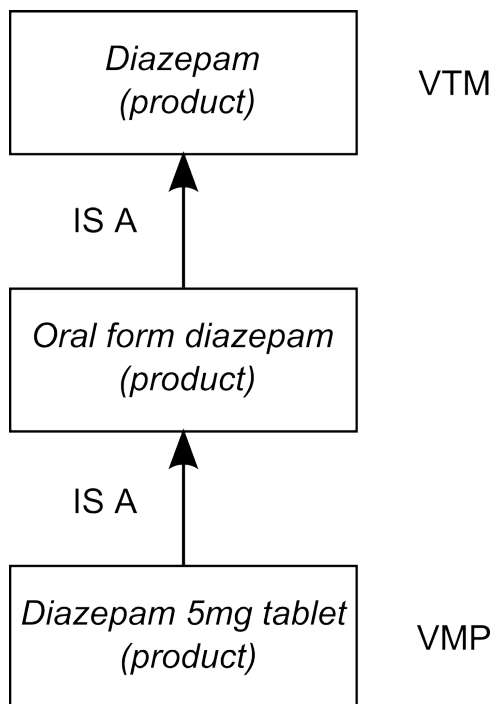 Diazepam
(product)
VTM
IS A
Oral form diazepam
(product)
IS A
Diazepam 5mg tablet
(product)
VMP